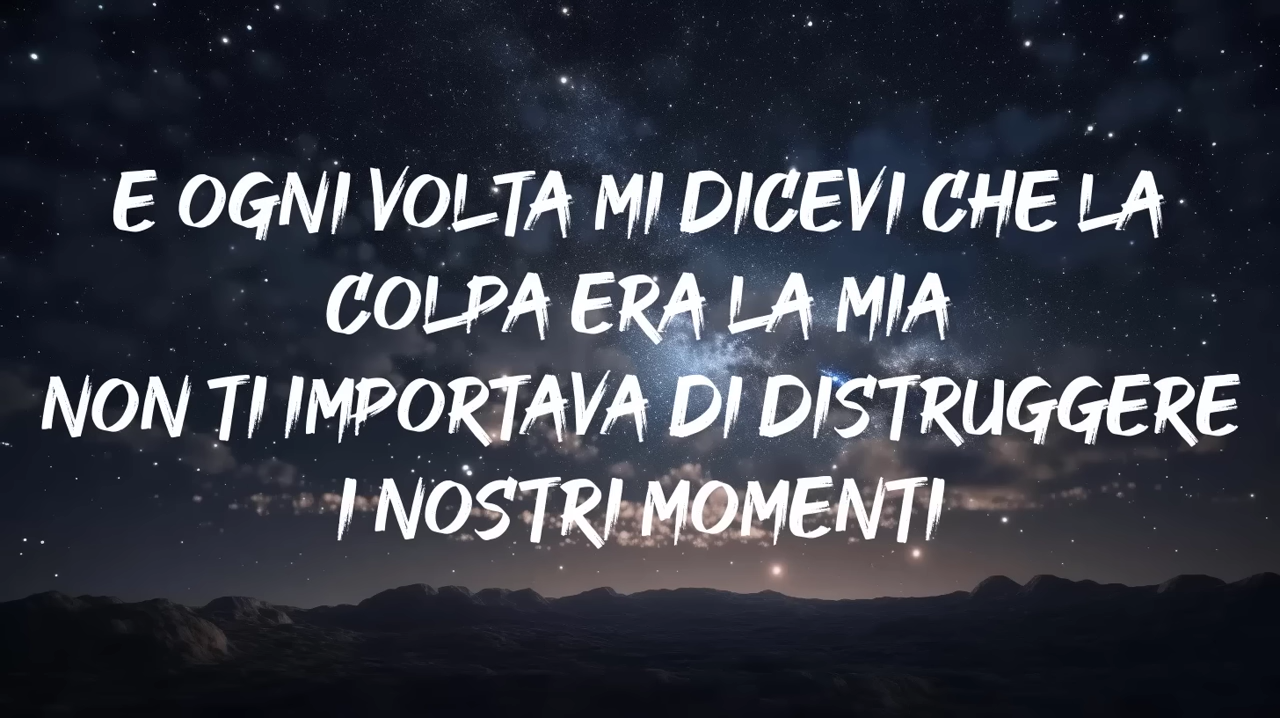 E OGNI VOLTA MI DICEVI CHE LA
COLPA ERA LA MIA
NON TI IMPORTAVA DI DISTRUGGERE
I NOSTRI MOMENTI